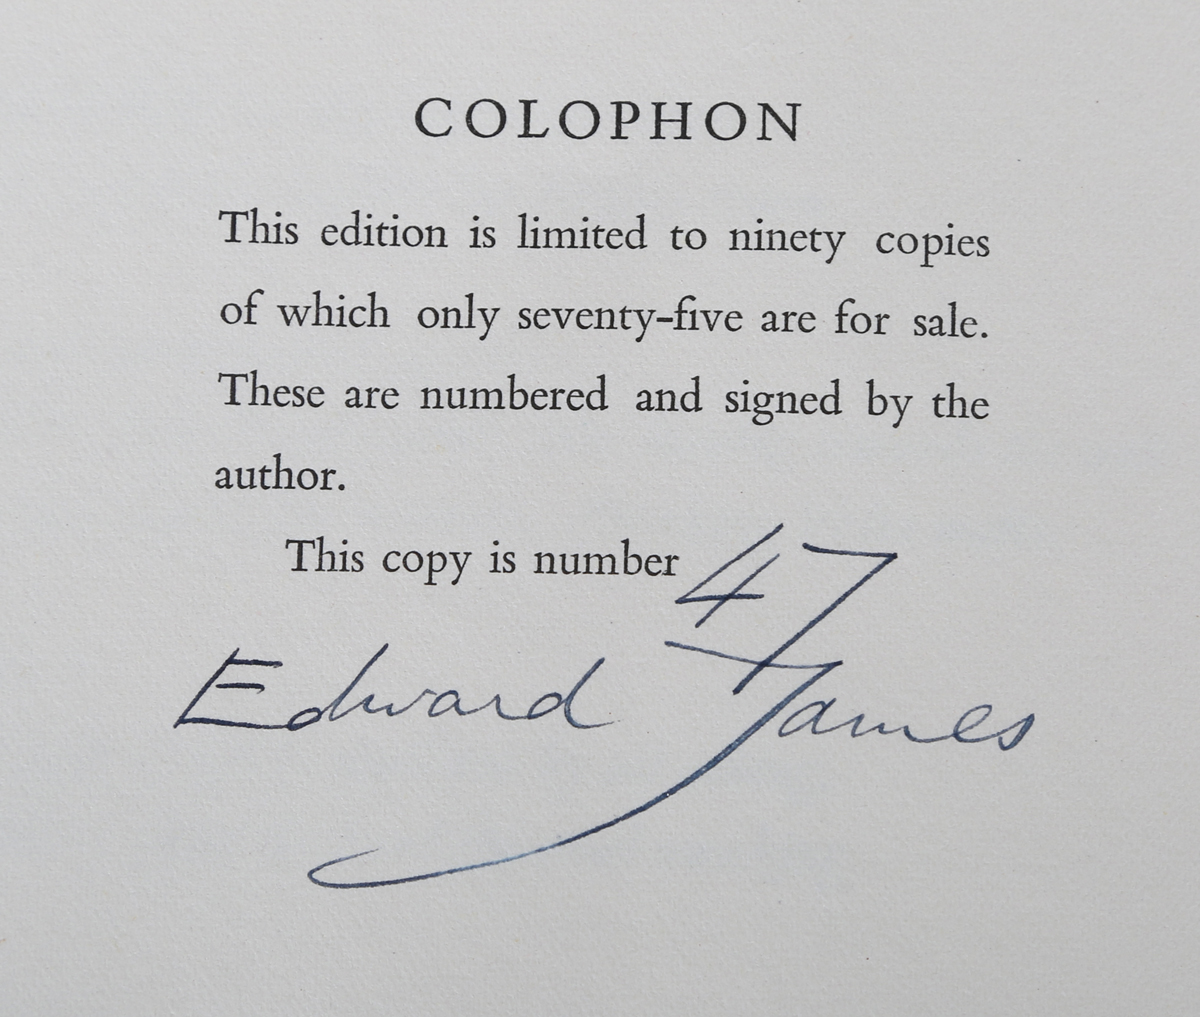 COLOPHON
This edition is limited to ninety copies
of which only seventy-five are for sale.
These are numbered and signed by the
author.
This copy is number 47
Edward James